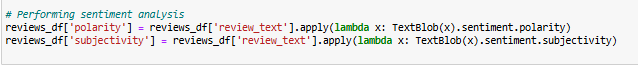 # Performing sentiment analysis
reviews_df['polarity'] = reviews_df['review_text'].apply(lambda x: TextBlob(x).sentiment.polarity)
reviews_df['subjectivity'] = reviews_df['review_text'].apply(lambda x: TextBlob(x).sentiment.subjectivity)